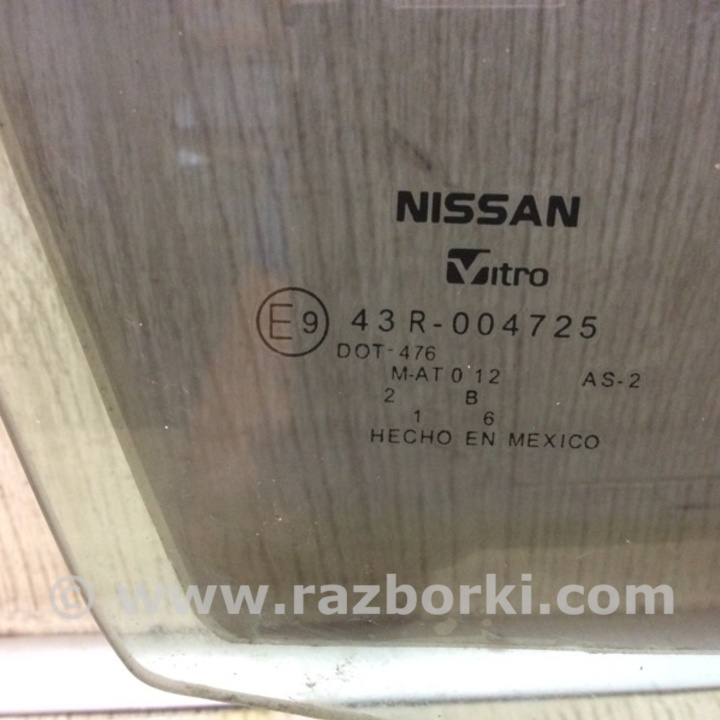 NISSAN
Vitro
E9 43R-004725
DOT-476
M-AT 0 12 AS-2
2 B
1 6
HECHO EN MEXICO
© www.razborki.com